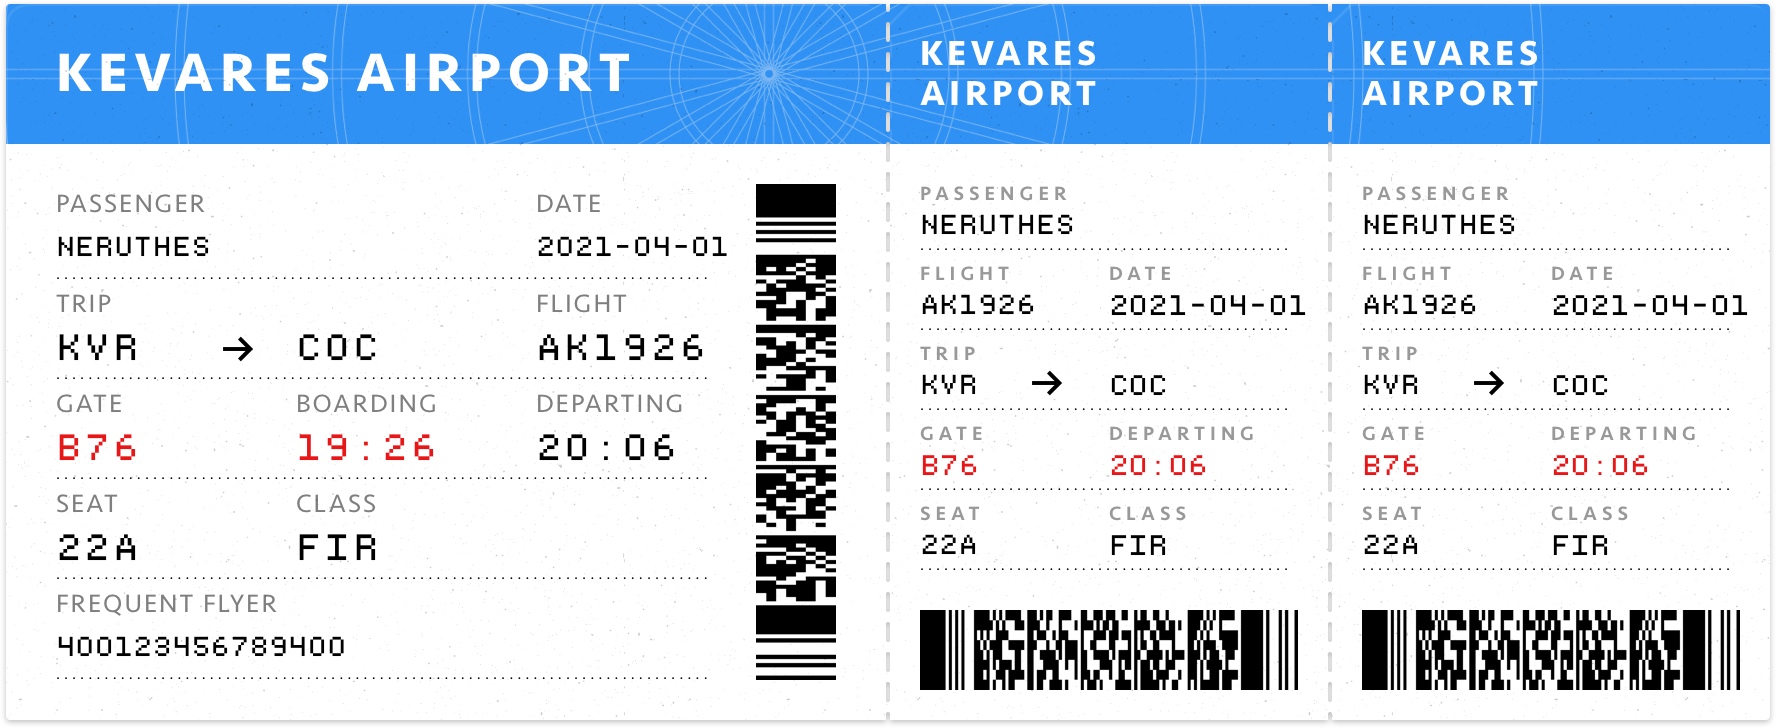 KEVARES AIRPORT
PASSENGER DATE
NERUTHES 2021-04-01
TRIP FLIGHT
KVR → COC AK1926
GATE BOARDING DEPARTING
B76 19:26 20:06
SEAT CLASS
22A FIR
FREQUENT FLYER
400123456789400
KEVARES
AIRPORT
PASSENGER
NERUTHES
FLIGHT DATE
AK1926 2021-04-01
TRIP
KVR → COC
GATE DEPARTING
B76 20:06
SEAT CLASS
22A FIR
KEVARES
AIRPORT
PASSENGER
NERUTHES
FLIGHT DATE
AK1926 2021-04-01
TRIP
KVR → COC
GATE DEPARTING
B76 20:06
SEAT CLASS
22A FIR